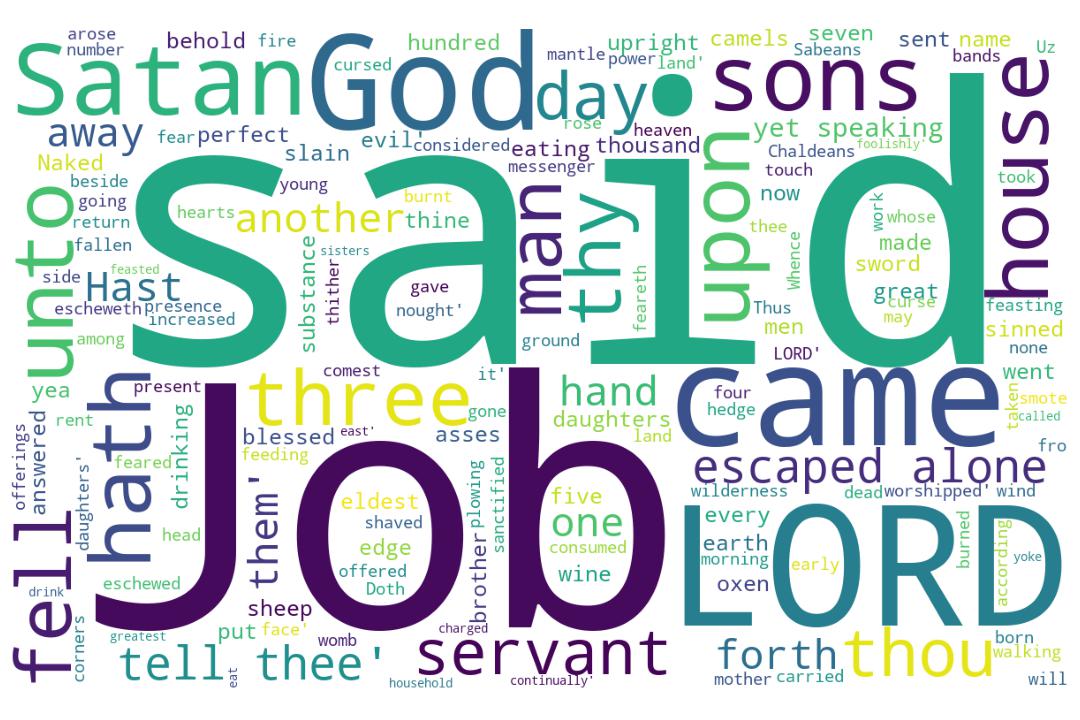 arose
number
behold
fire
hundred
upright
camels
seven
Sabeans
sent
name
Uz
bands
Satan
God
cursed
mantle
power
land'
day
sons
house
away
fear
perfect
rose
heaven
evil'
considered
eating
thousand
yet speaking
foolishly'
Naked
slain
messenger
Chaldeans
touch
took
beside
going
return
fallen
unto
said
young
hearts
another
burnt
thine
man
thy
upon
now
thee
work
whose
made
sword
great
curse
may
side
feasted
Hast
escheweth
presence
increased
substance
sisters
thither
gave
nought'
feareth
Whence
Thus
men
feasting
sinned
among
ground
LORD'
none
yea
present
comest
it'
came
went
hath
three
hand
four
hedge
taken
smote
called
rent
gone
daughters
land
fro
offerings
answered
daughters'
feared
drinking
blessed
east'
feeding
asses
escaped alone
Job
them'
eldest
shaved
edge
offered
Doth
plowing
sanctified
brother
five
one
consumed
wine
wilderness
dead
worshipped'
wind
every
earth
morning
oxen
early
LORD
burned
according
yoke
fell
head
drink
eschewed
corners
greatest
sheep
put
face'
womb
charged
servant
tell thee'
eat
household
continually'
forth
thou
born
walking
mother
carried
will